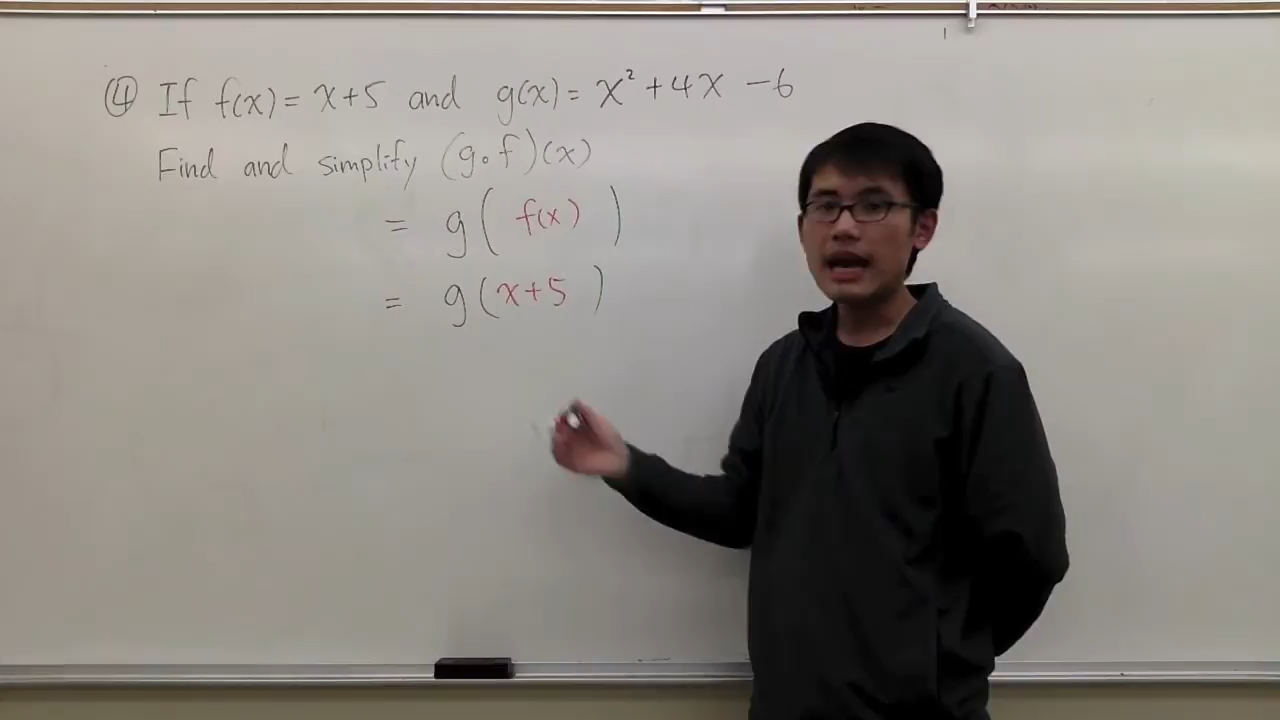 ④ If f(x) = x+5 and g(x) = x² + 4x - 6
Find and simplify (g∘f)(x)
= g( f(x) )
= g(x+5 )